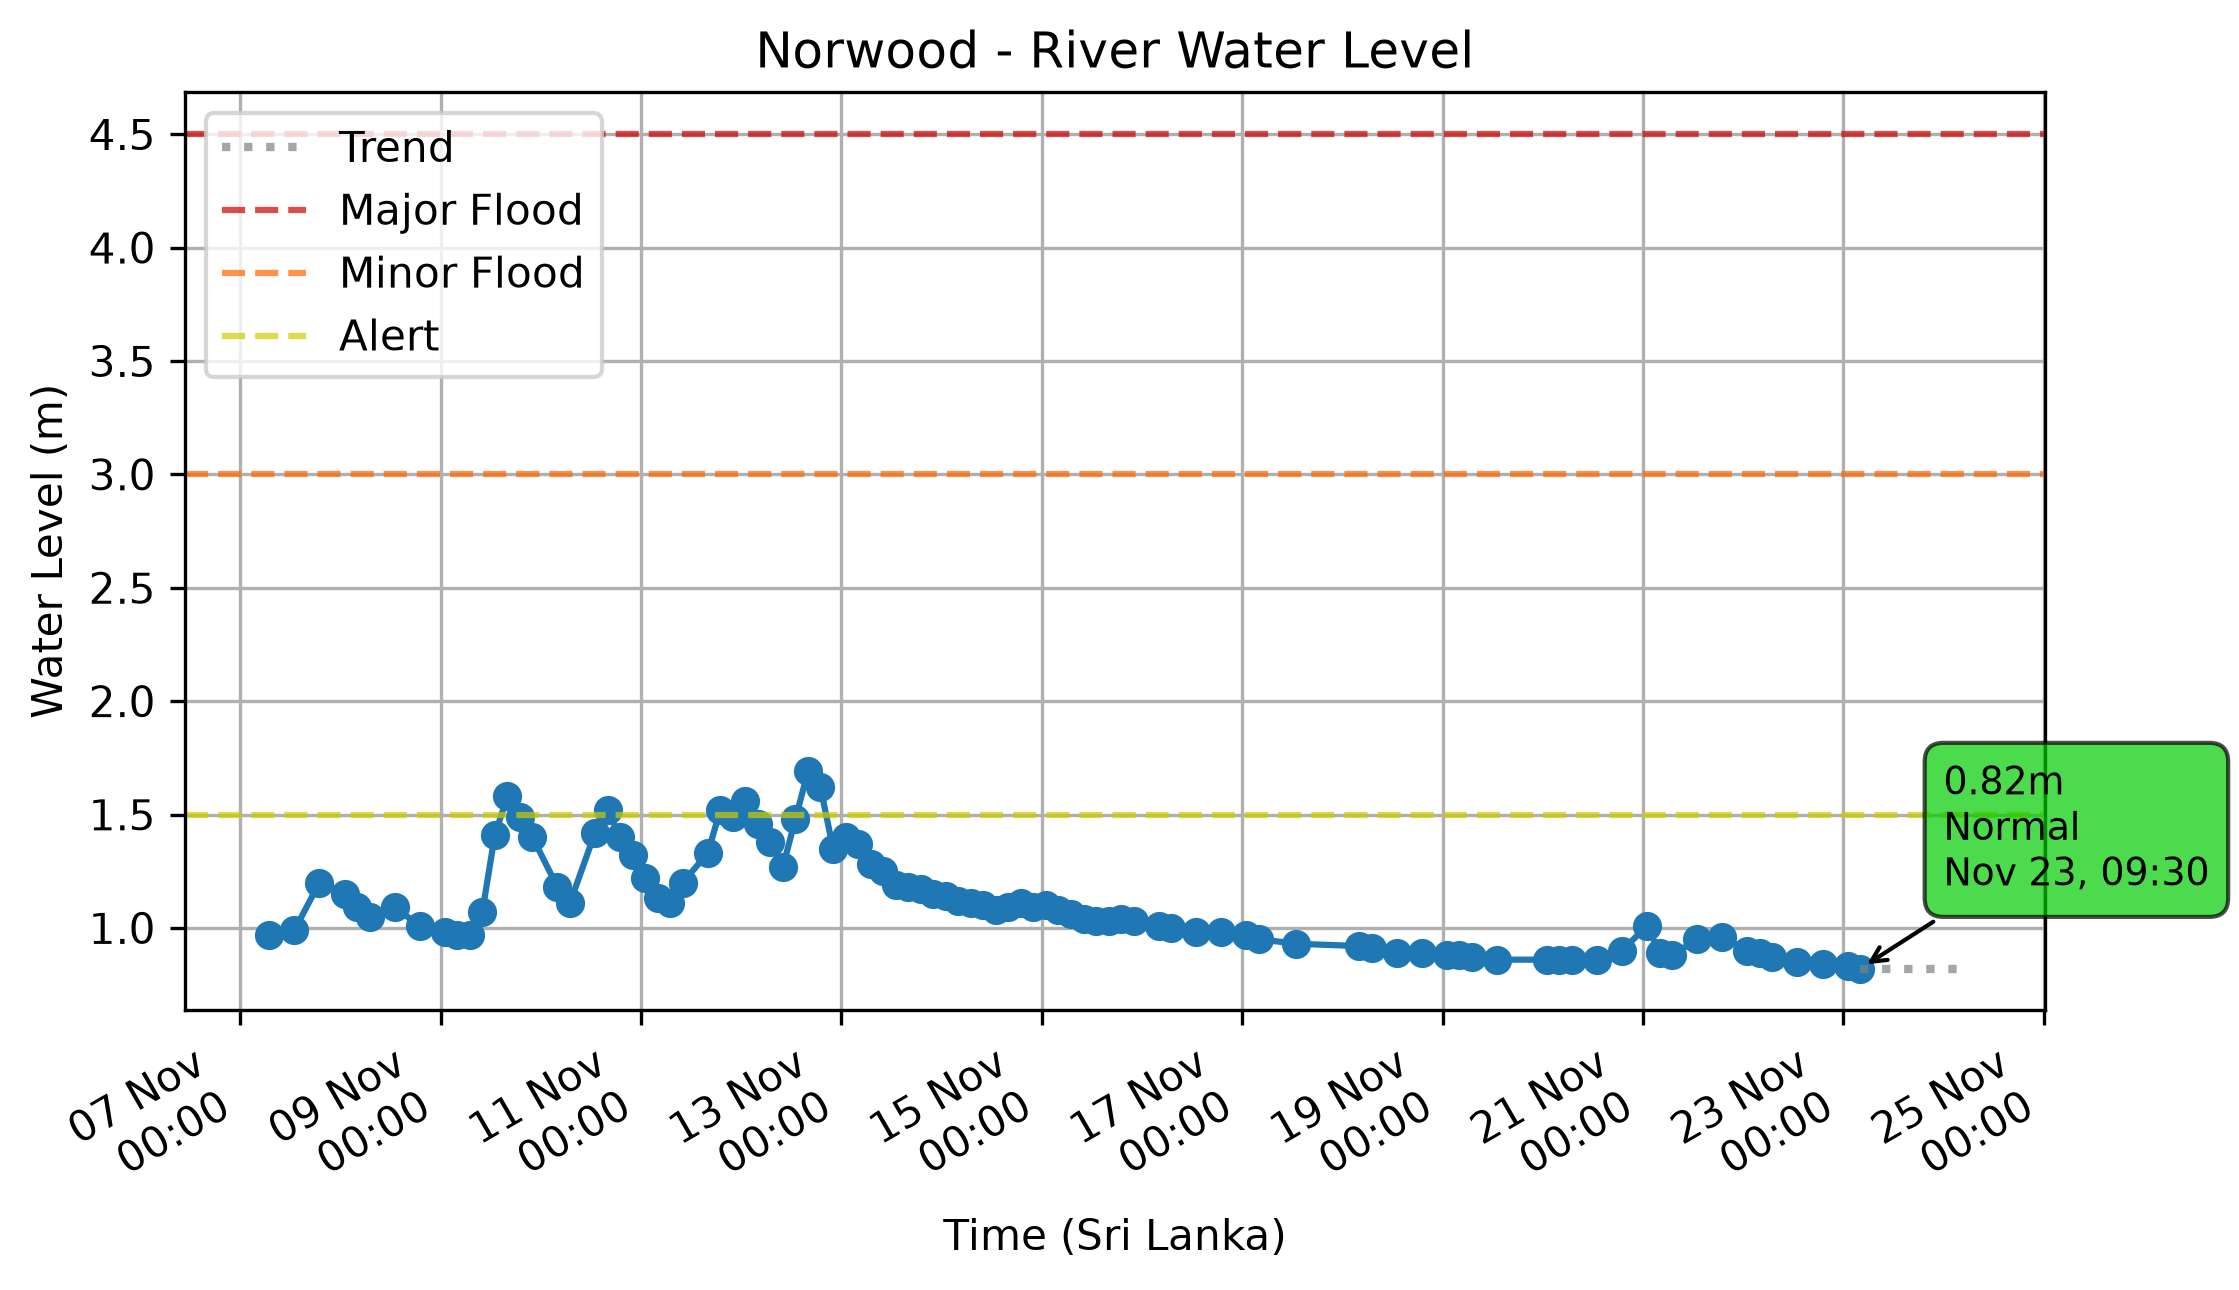 Norwood - River Water Level
Water Level (m)
4.5
4.0
3.5
3.0
2.5
2.0
1.5
1.0
Trend
Major Flood
Minor Flood
Alert
0.82m
Normal
Nov 23, 09:30
07 Nov
00:00
09 Nov
00:00
11 Nov
00:00
13 Nov
00:00
15 Nov
00:00
17 Nov
00:00
19 Nov
00:00
21 Nov
00:00
23 Nov
00:00
25 Nov
00:00
Time (Sri Lanka)